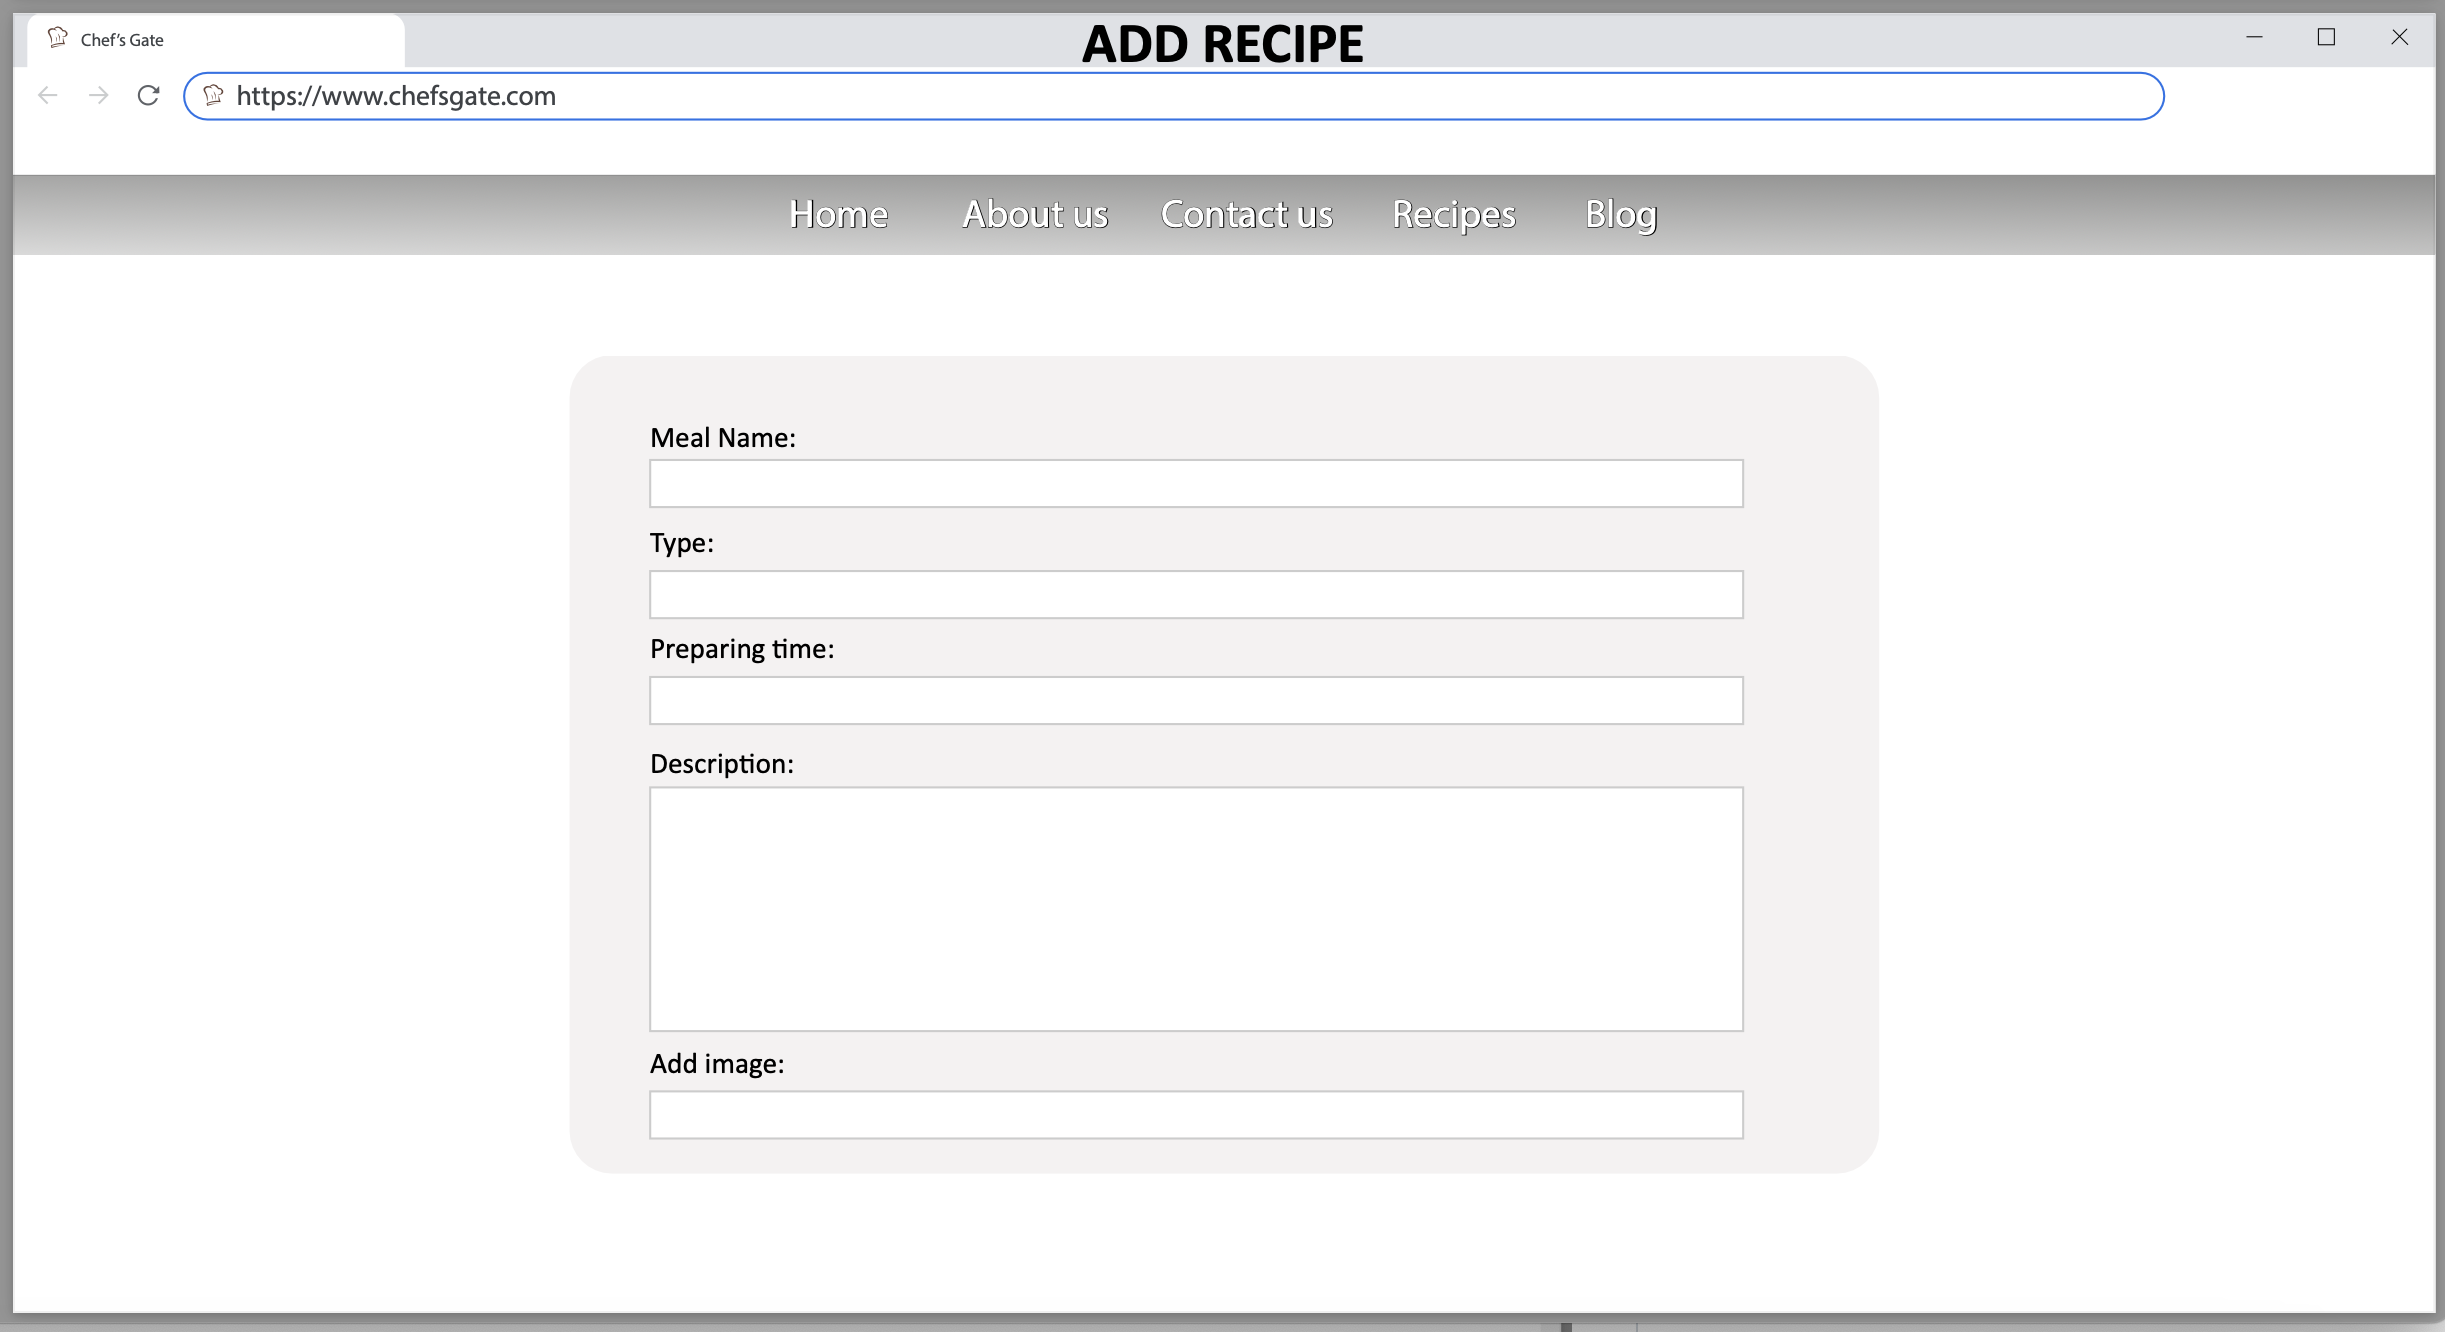 Chef's Gate
ADD RECIPE
https://www.chefsgate.com
Home About us Contact us Recipes Blog
Meal Name:
Type:
Preparing time:
Description:
Add image: